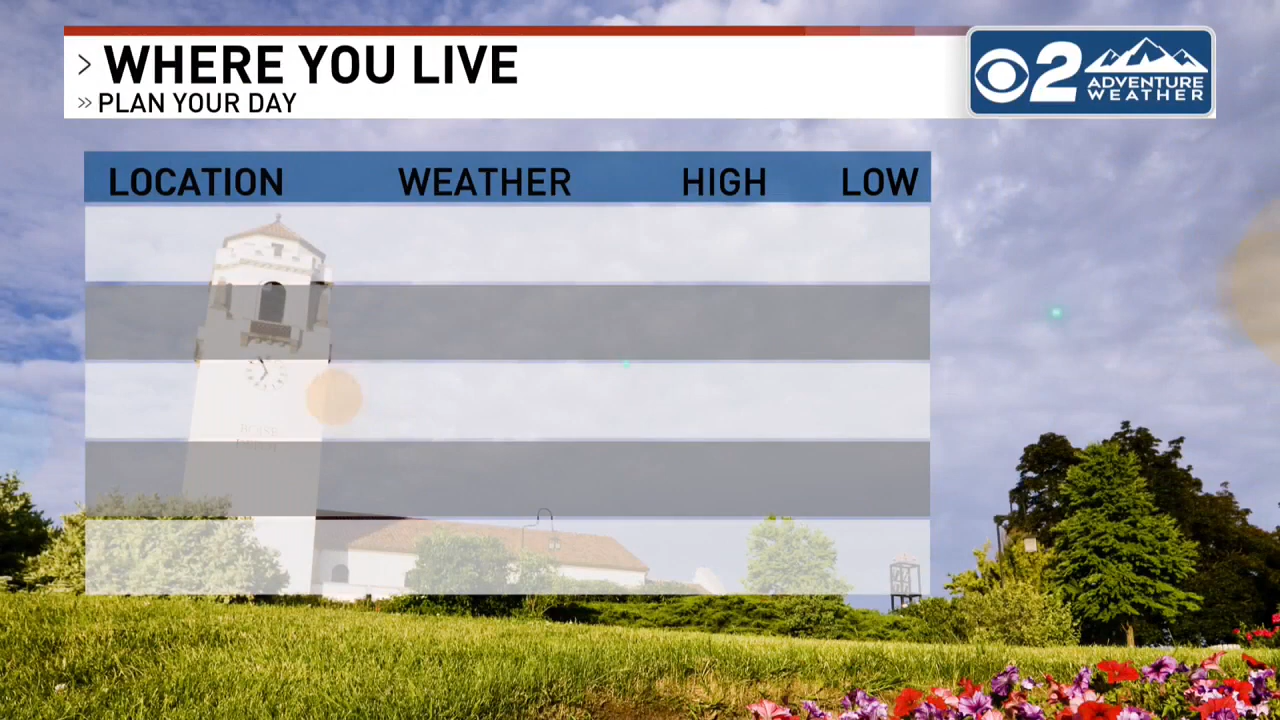 WHERE YOU LIVE
PLAN YOUR DAY
2
ADVENTURE
WEATHER
LOCATION WEATHER HIGH LOW